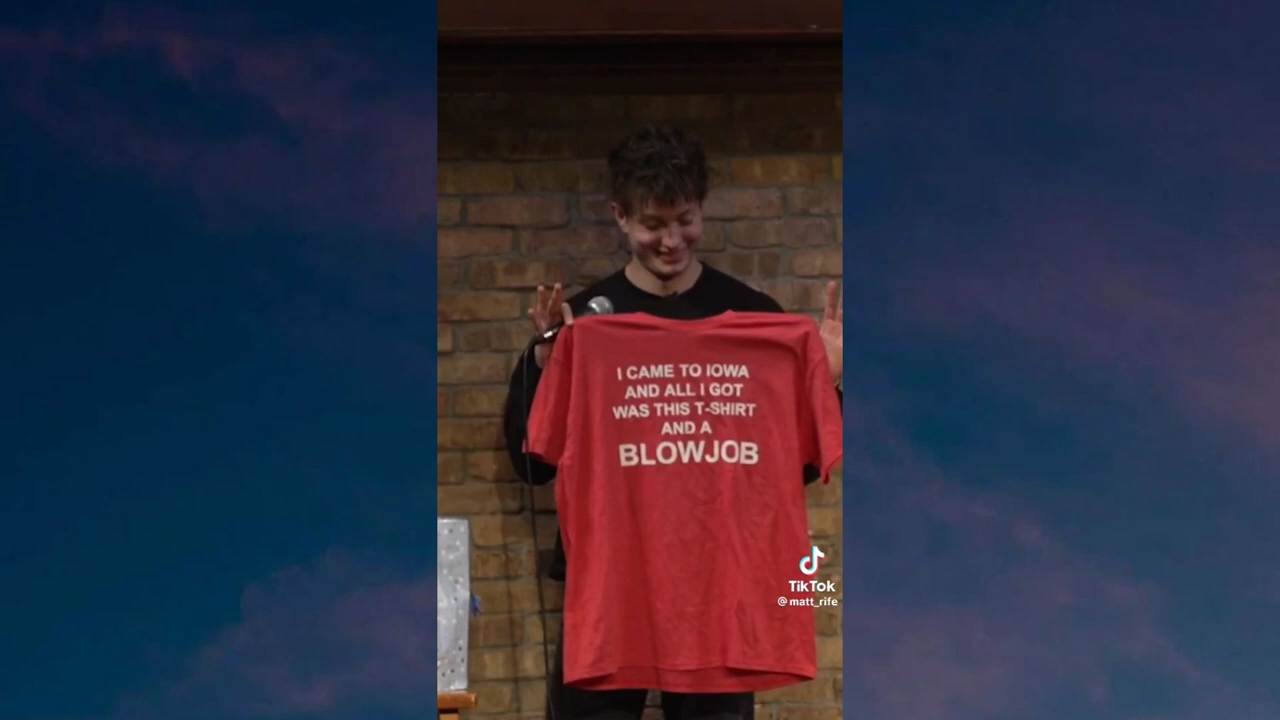 I CAME TO IOWA
AND ALL I GOT
WAS THIS T-SHIRT
AND A
BLOWJOB
TikTok
@matt_rife